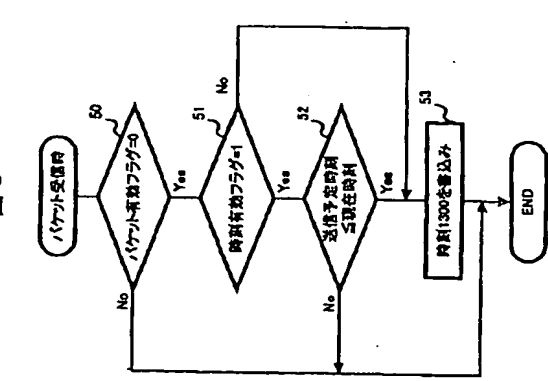 パケット受信時
50
パケット有効フラグ=0
No
Yes
51
時刻有効フラグ=1
No
Yes
52
送信予定時刻
≦現在時刻
No
Yes
53
時刻1300を書込み
END